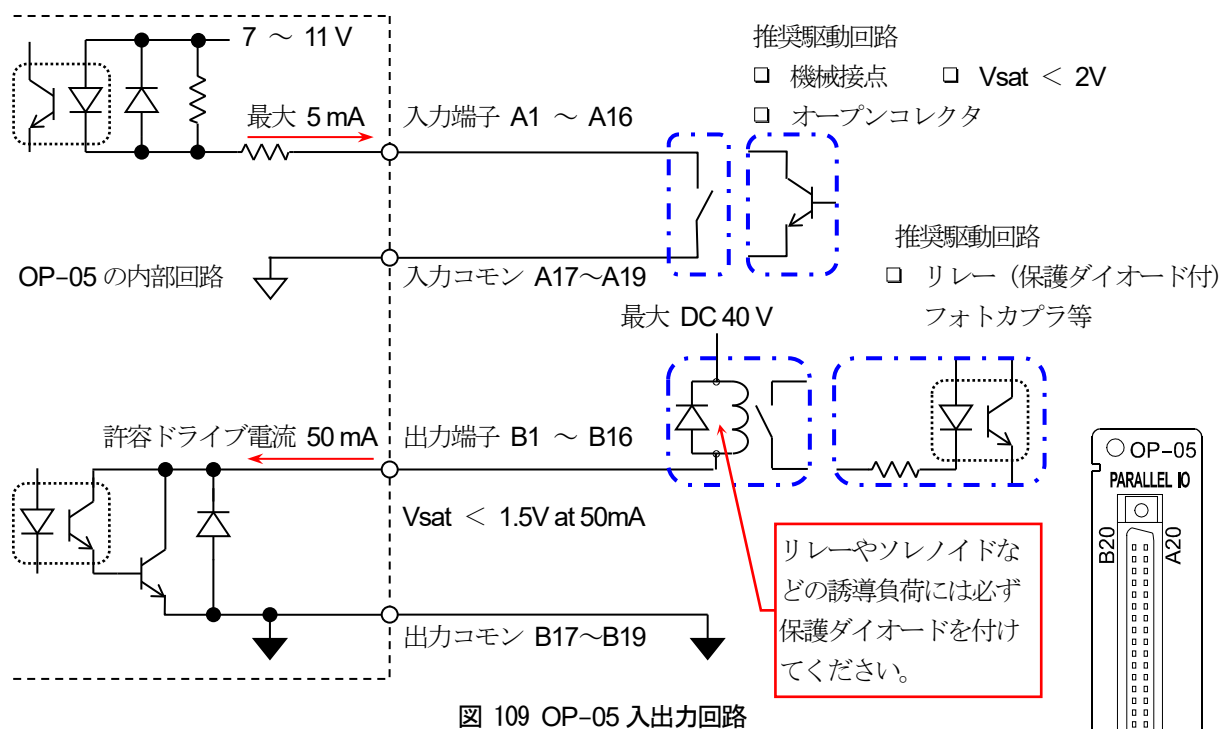 7 ～ 11 V
最大 5 mA
入力端子 A1 ～ A16
推奨駆動回路
❑ 機械接点 ❑ Vsat ＜ 2V
❑ オープンコレクタ
OP−05 の内部回路
入力コモン A17～A19
推奨駆動回路
❑ リレー（保護ダイオード付）
フォトカプラ等
最大 DC 40 V
許容ドライブ電流 50 mA
出力端子 B1 ～ B16
Vsat ＜ 1.5V at 50mA
出力コモン B17～B19
リレーやソレノイドな
どの誘導負荷には必ず
保護ダイオードを付け
てください。
OP−05
PARALLEL IO
B20
A20
図 109 OP−05 入出力回路